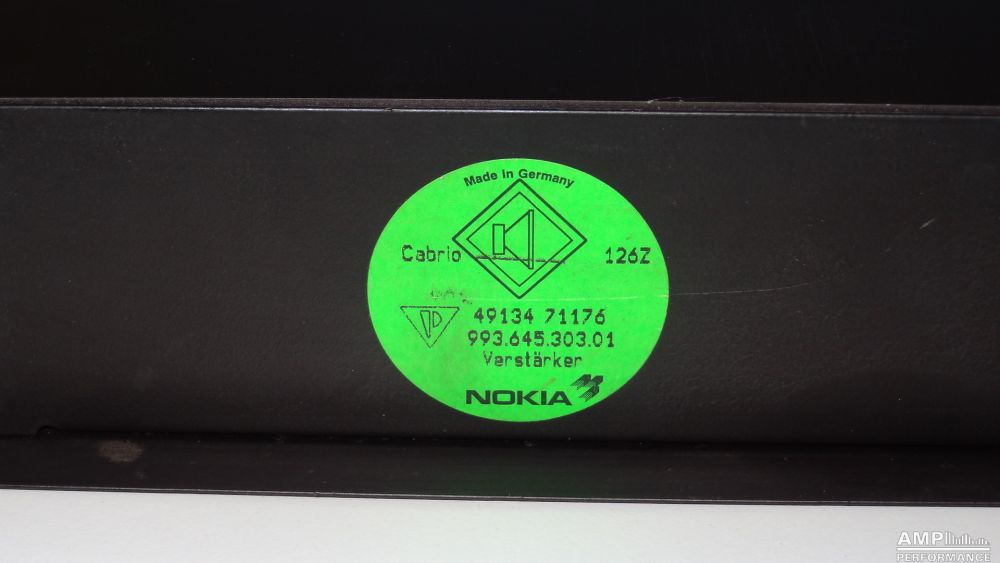 Made in Germany
Cabrio 126Z
49134 71176
993.645.303.01
Verstärker
NOKIA
AMP
PERFORMANCE